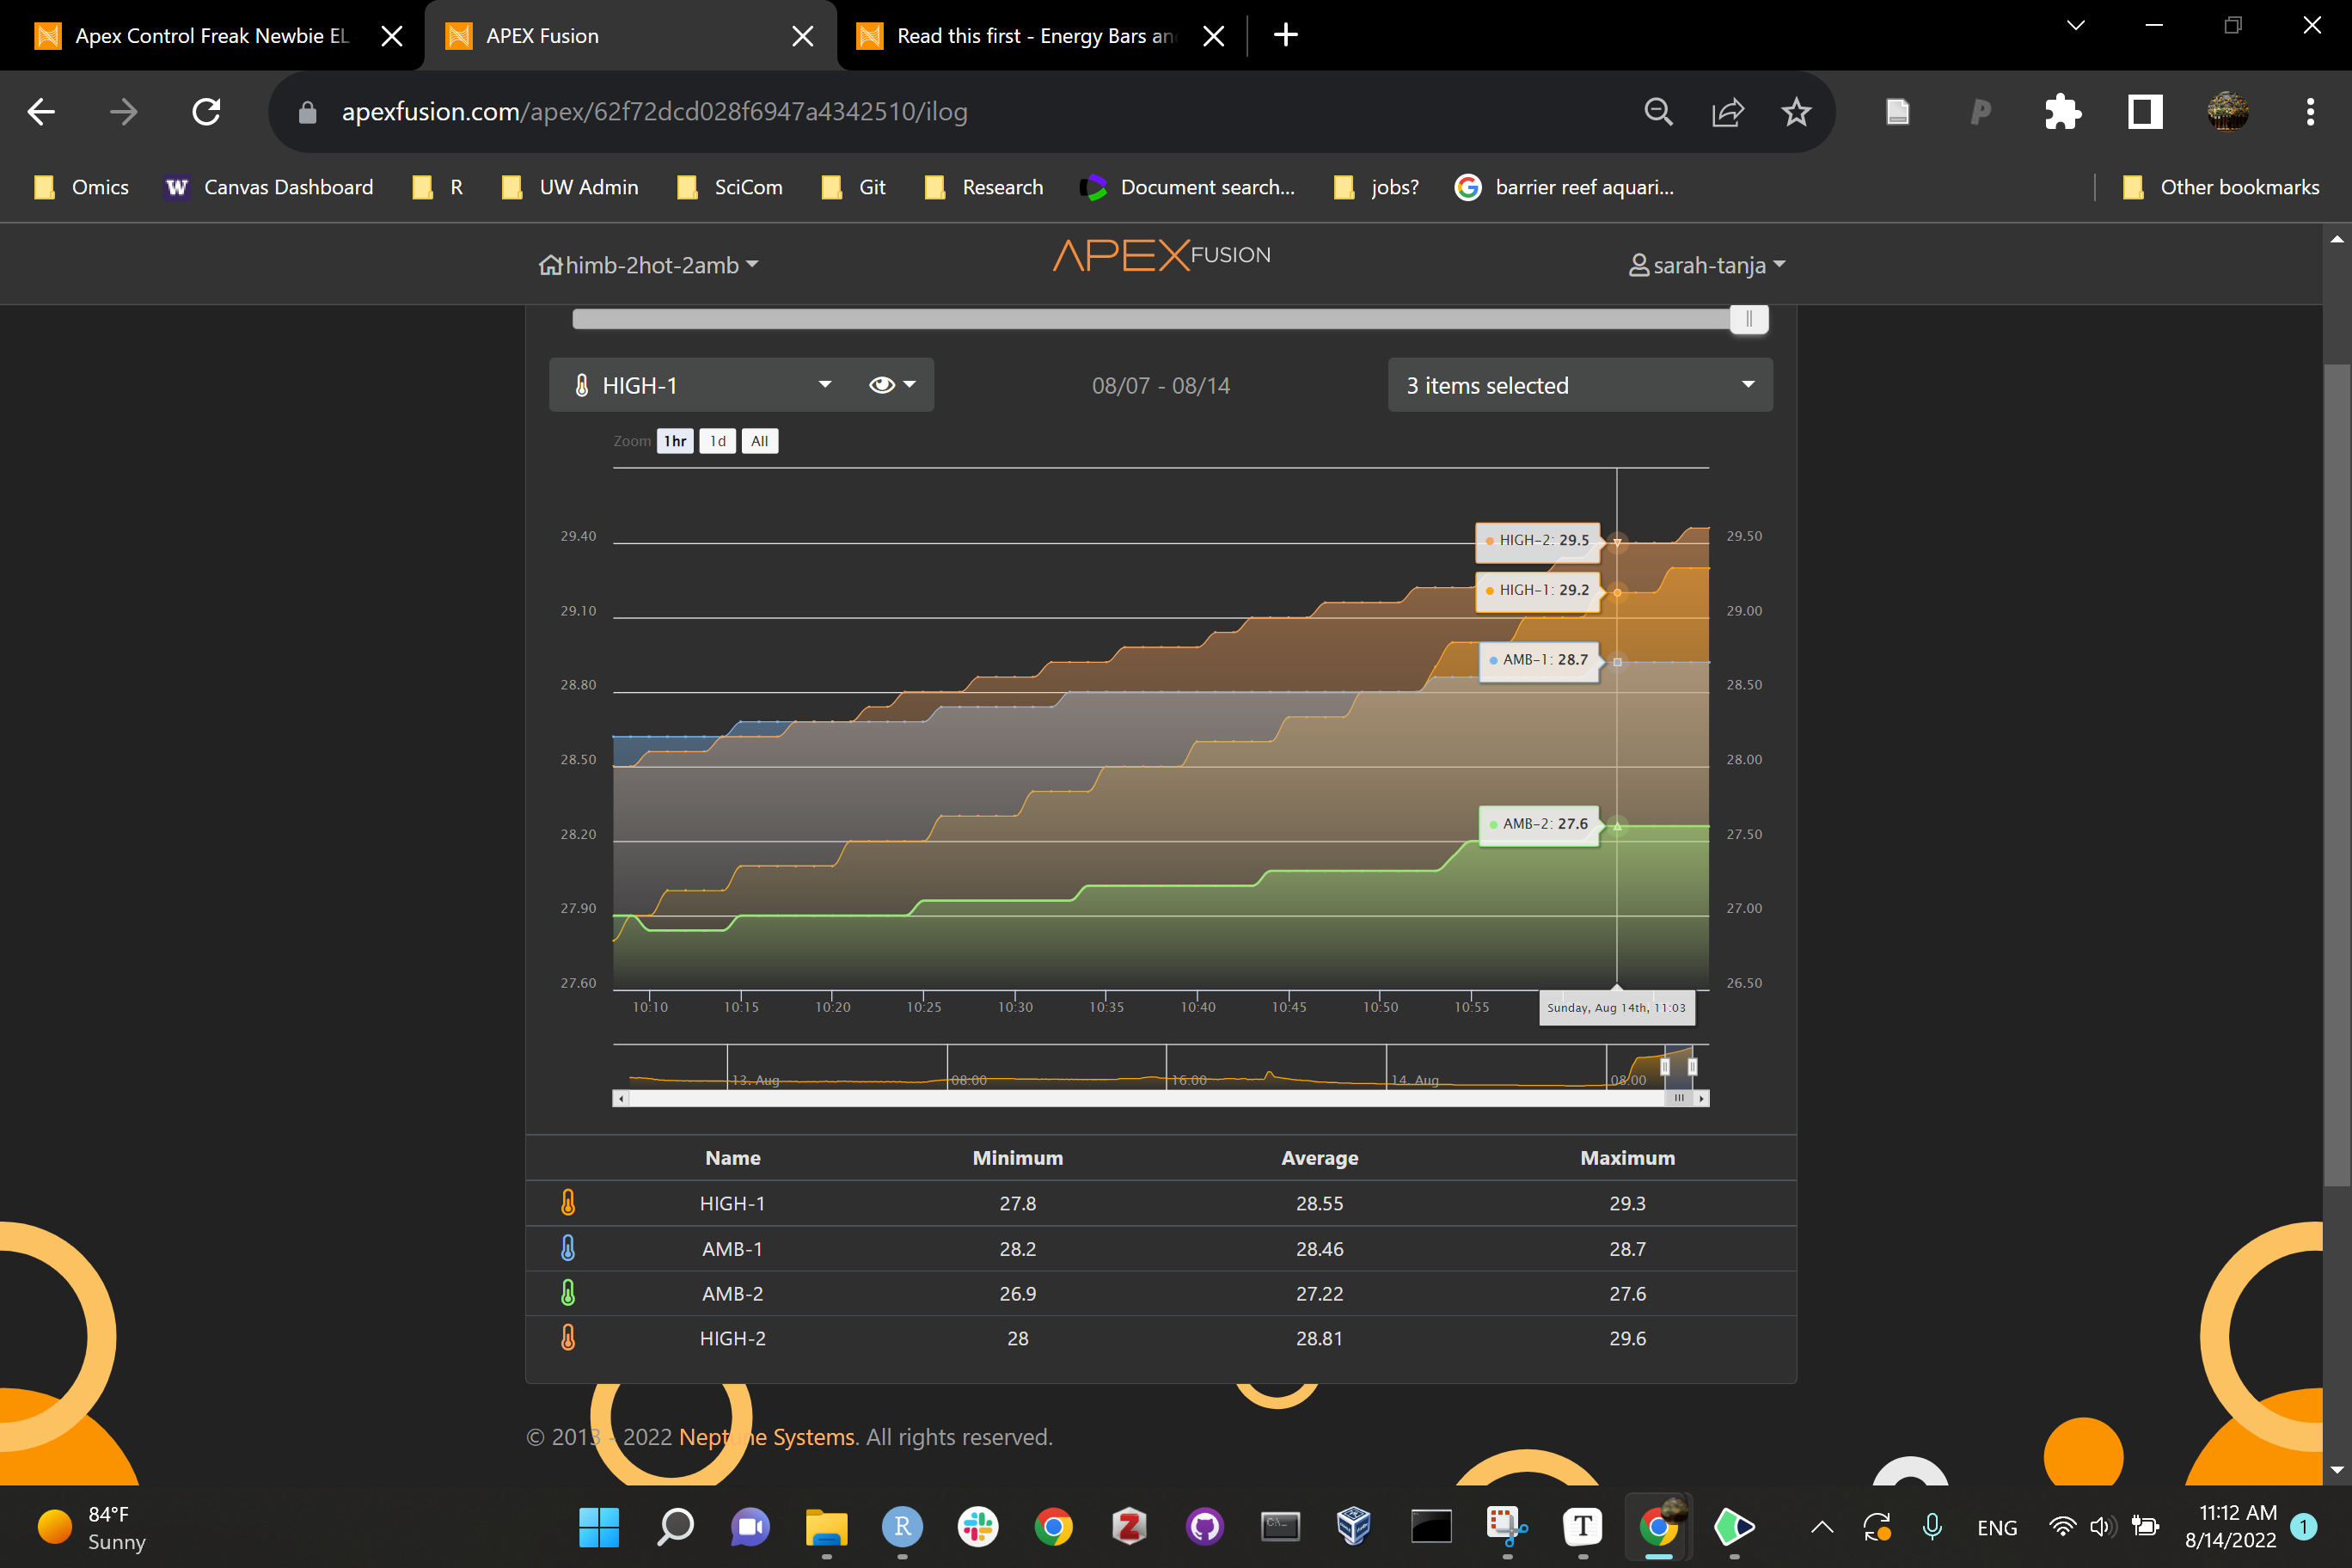 Apex Control Freak Newbie EL
APEX Fusion
Read this first - Energy Bars an
apexfusion.com/apex/62f72dcd028f6947a4342510/ilog
Omics
Canvas Dashboard
R
UW Admin
SciCom
Git
Research
Document search...
jobs?
barrier reef aquari...
Other bookmarks
himb-2hot-2amb
APEX FUSION
sarah-tanja
HIGH-1
08/07 - 08/14
3 items selected
Zoom 1hr 1d All
29.40
29.10
28.80
28.50
28.20
27.90
27.60
HIGH-2: 29.5
HIGH-1: 29.2
AMB-1: 28.7
AMB-2: 27.6
29.50
29.00
28.50
28.00
27.50
27.00
26.50
10:10 10:15 10:20 10:25 10:30 10:35 10:40 10:45 10:50 10:55
Sunday, Aug 14th, 11:03
13. Aug 08:00 16:00 14. Aug 08:00
Name Minimum Average Maximum
HIGH-1 27.8 28.55 29.3
AMB-1 28.2 28.46 28.7
AMB-2 26.9 27.22 27.6
HIGH-2 28 28.81 29.6
© 2013 - 2022 Neptune Systems. All rights reserved.
84°F
Sunny
ENG
11:12 AM
8/14/2022
1